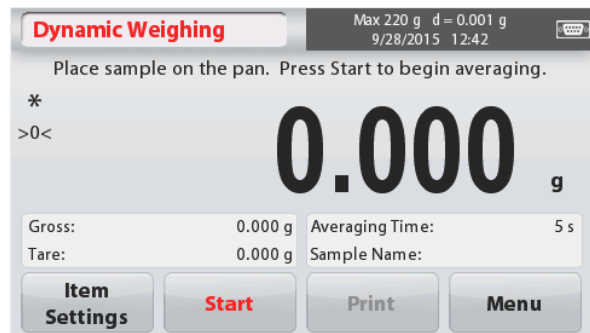 Dynamic Weighing
Max 220 g d = 0.001 g
9/28/2015 12:42
Place sample on the pan. Press Start to begin averaging.
*
>0<
0.000 g
Gross: 0.000 g
Tare: 0.000 g
Averaging Time: 5 s
Sample Name:
Item
Settings
Start
Print
Menu